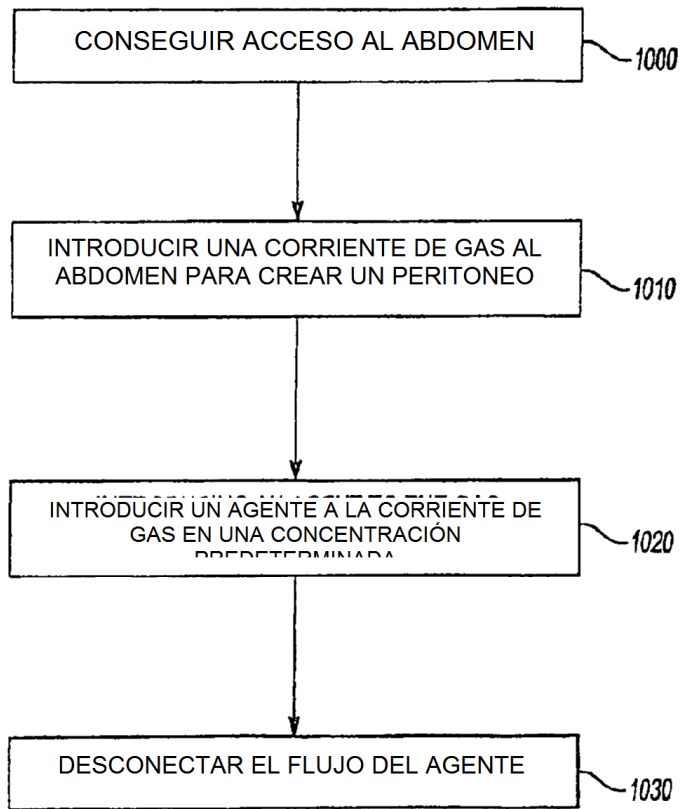 CONSEGUIR ACCESO AL ABDOMEN
1000
INTRODUCIR UNA CORRIENTE DE GAS AL
ABDOMEN PARA CREAR UN PERITONEO
1010
INTRODUCIR UN AGENTE A LA CORRIENTE DE
GAS EN UNA CONCENTRACIÓN
PREDETERMINADA
1020
DESCONECTAR EL FLUJO DEL AGENTE
1030